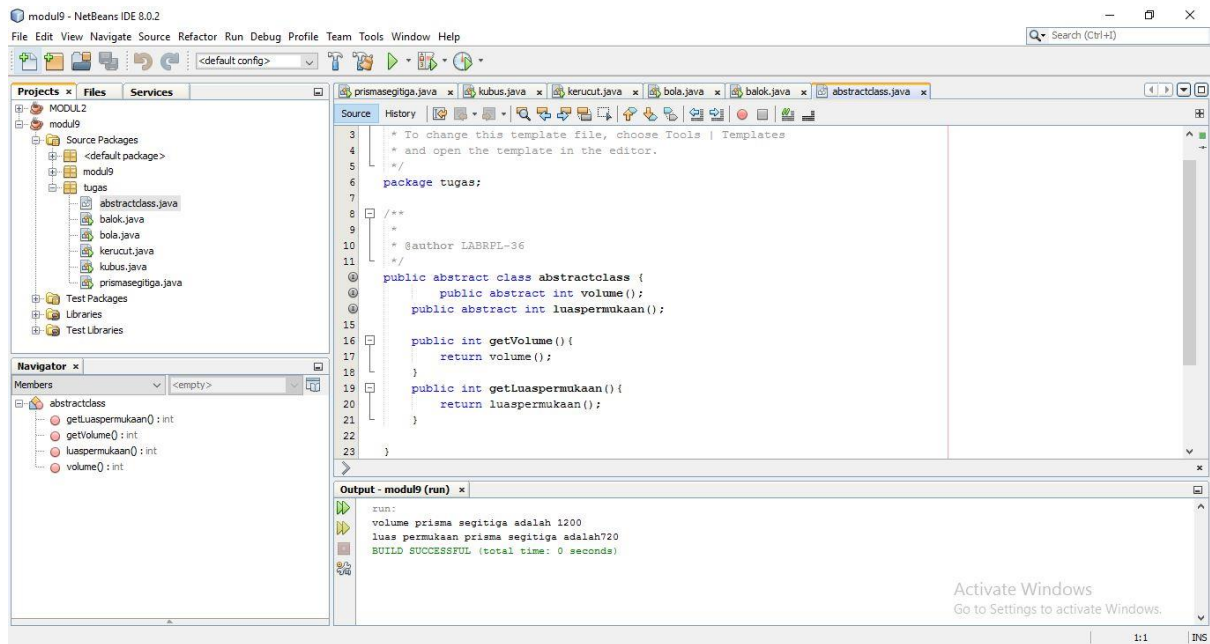 modul9 - NetBeans IDE 8.0.2
File Edit View Navigate Source Refactor Run Debug Profile Team Tools Window Help
Search (Ctrl+I)
<default config>
Projects x Files Services
MODUL2
modul9
Source Packages
<default package>
modul9
tugas
abstractclass.java
balok.java
bola.java
kerucut.java
kubus.java
prismasegitiga.java
Test Packages
Libraries
Test Libraries
Navigator x
Members <empty>
abstractclass
getLuaspermukaan() : int
getVolume() : int
luaspermukaan() : int
volume() : int
prismasegitiga.java x kubus.java x kerucut.java x bola.java x balok.java x abstractclass.java x
Source History
3 * To change this template file, choose Tools | Templates
4 * and open the template in the editor.
5 */
6 package tugas;
7
8 /**
9 *
10 * @author LABRPL-36
11 */
public abstract class abstractclass {
public abstract int volume();
public abstract int luaspermukaan();
15
16 public int getVolume(){
17 return volume();
18 }
19 public int getLuaspermukaan(){
20 return luaspermukaan();
21 }
22
23 }
Output - modul9 (run) x
run:
volume prisma segitiga adalah 1200
luas permukaan prisma segitiga adalah720
BUILD SUCCESSFUL (total time: 0 seconds)
Activate Windows
Go to Settings to activate Windows.
1:1 INS